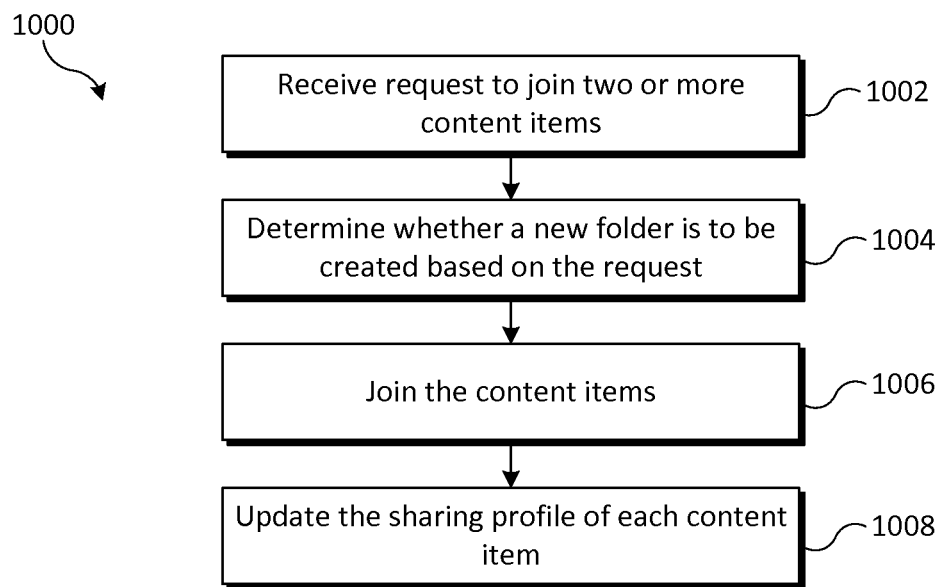 1000
Receive request to join two or more
content items
1002
Determine whether a new folder is to be
created based on the request
1004
Join the content items
1006
Update the sharing profile of each content
item
1008